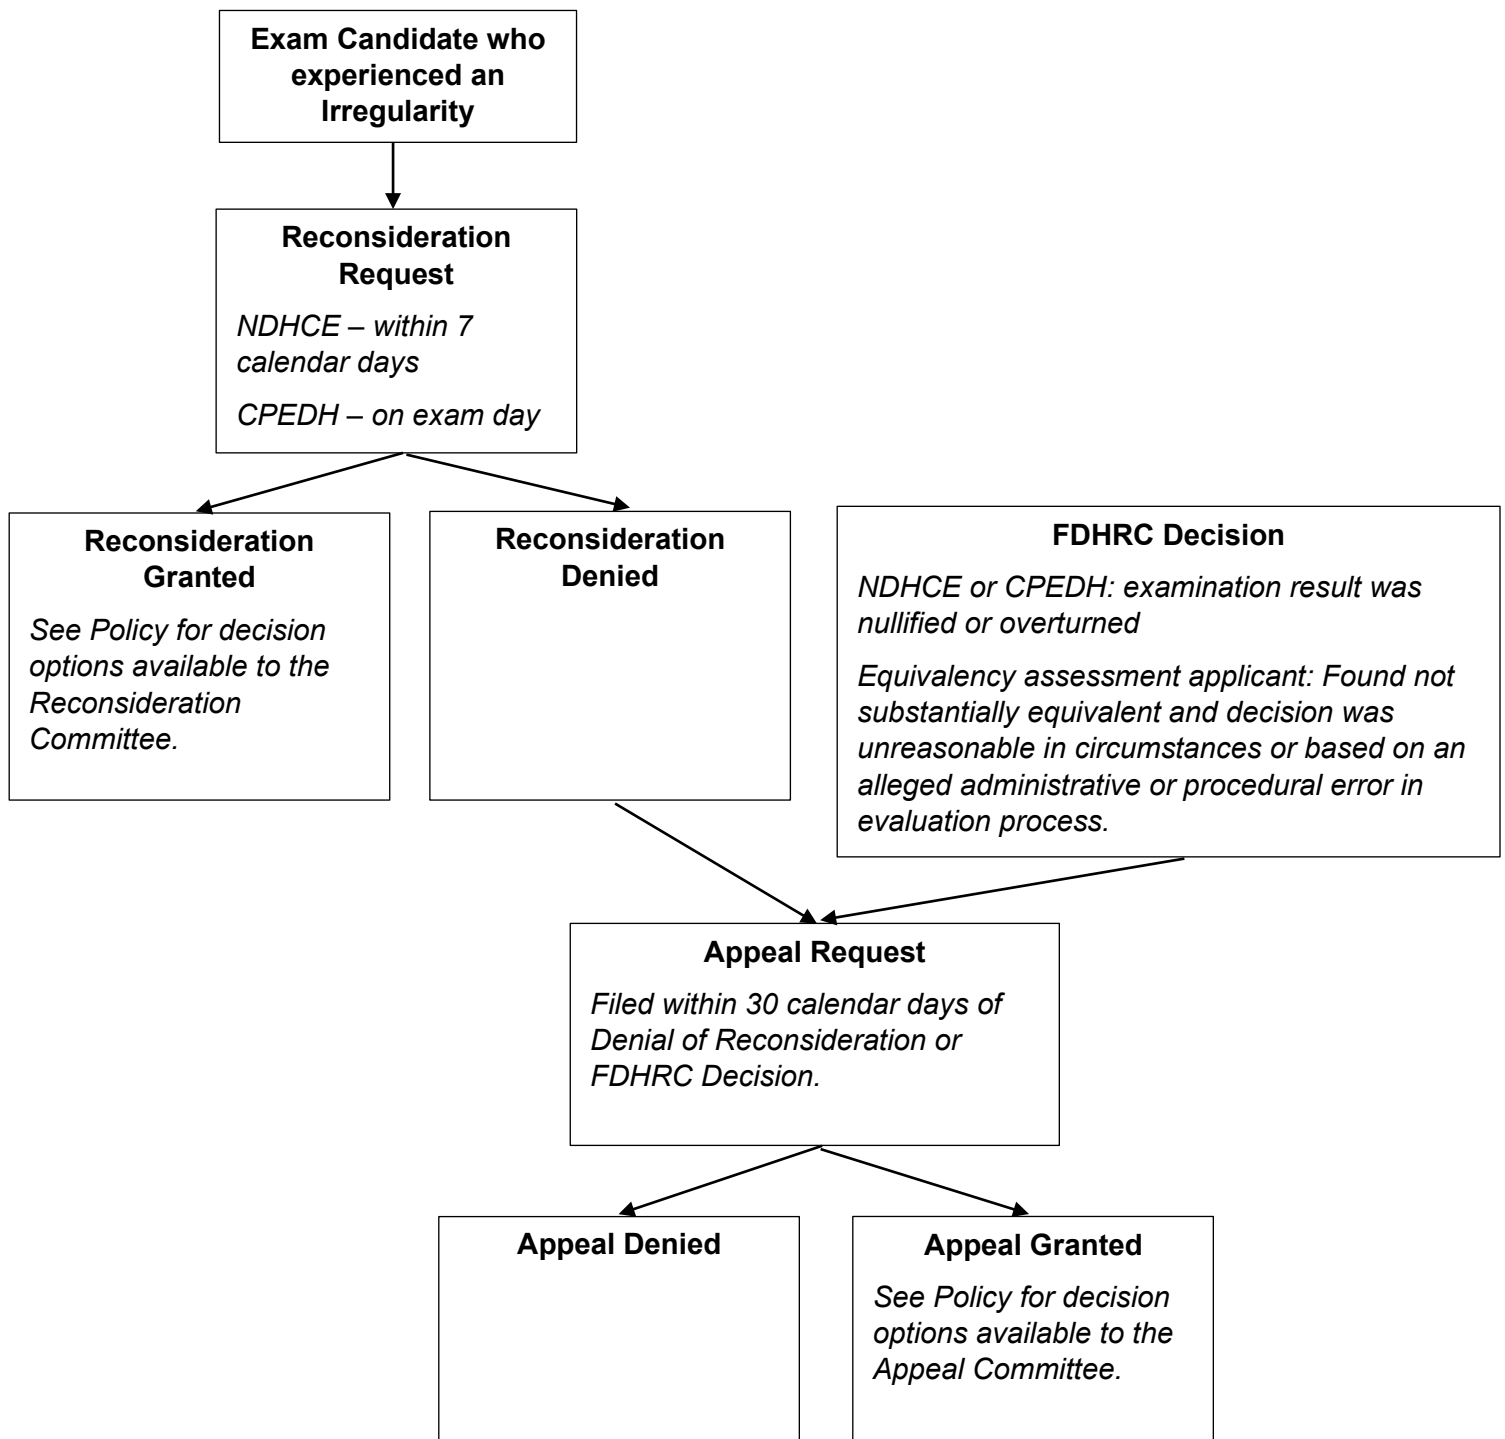 Exam Candidate who
experienced an
Irregularity
Reconsideration
Request
NDHCE – within 7
calendar days
CPEDH – on exam day
Reconsideration
Granted
See Policy for decision
options available to the
Reconsideration
Committee.
Reconsideration
Denied
FDHRC Decision
NDHCE or CPEDH: examination result was
nullified or overturned
Equivalency assessment applicant: Found not
substantially equivalent and decision was
unreasonable in circumstances or based on an
alleged administrative or procedural error in
evaluation process.
Appeal Request
Filed within 30 calendar days of
Denial of Reconsideration or
FDHRC Decision.
Appeal Denied
Appeal Granted
See Policy for decision
options available to the
Appeal Committee.